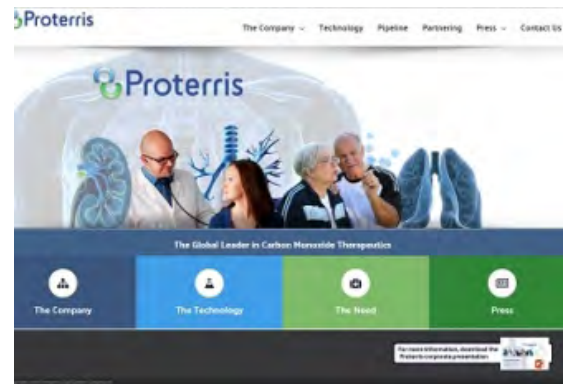 Proterris
The Company Technology Pipeline Partnering Press Contact Us
Proterris
The Global Leader in Carbon Monoxide Therapeutics
The Company The Technology The Need Press
For more information, download the
Proterris corporate presentation